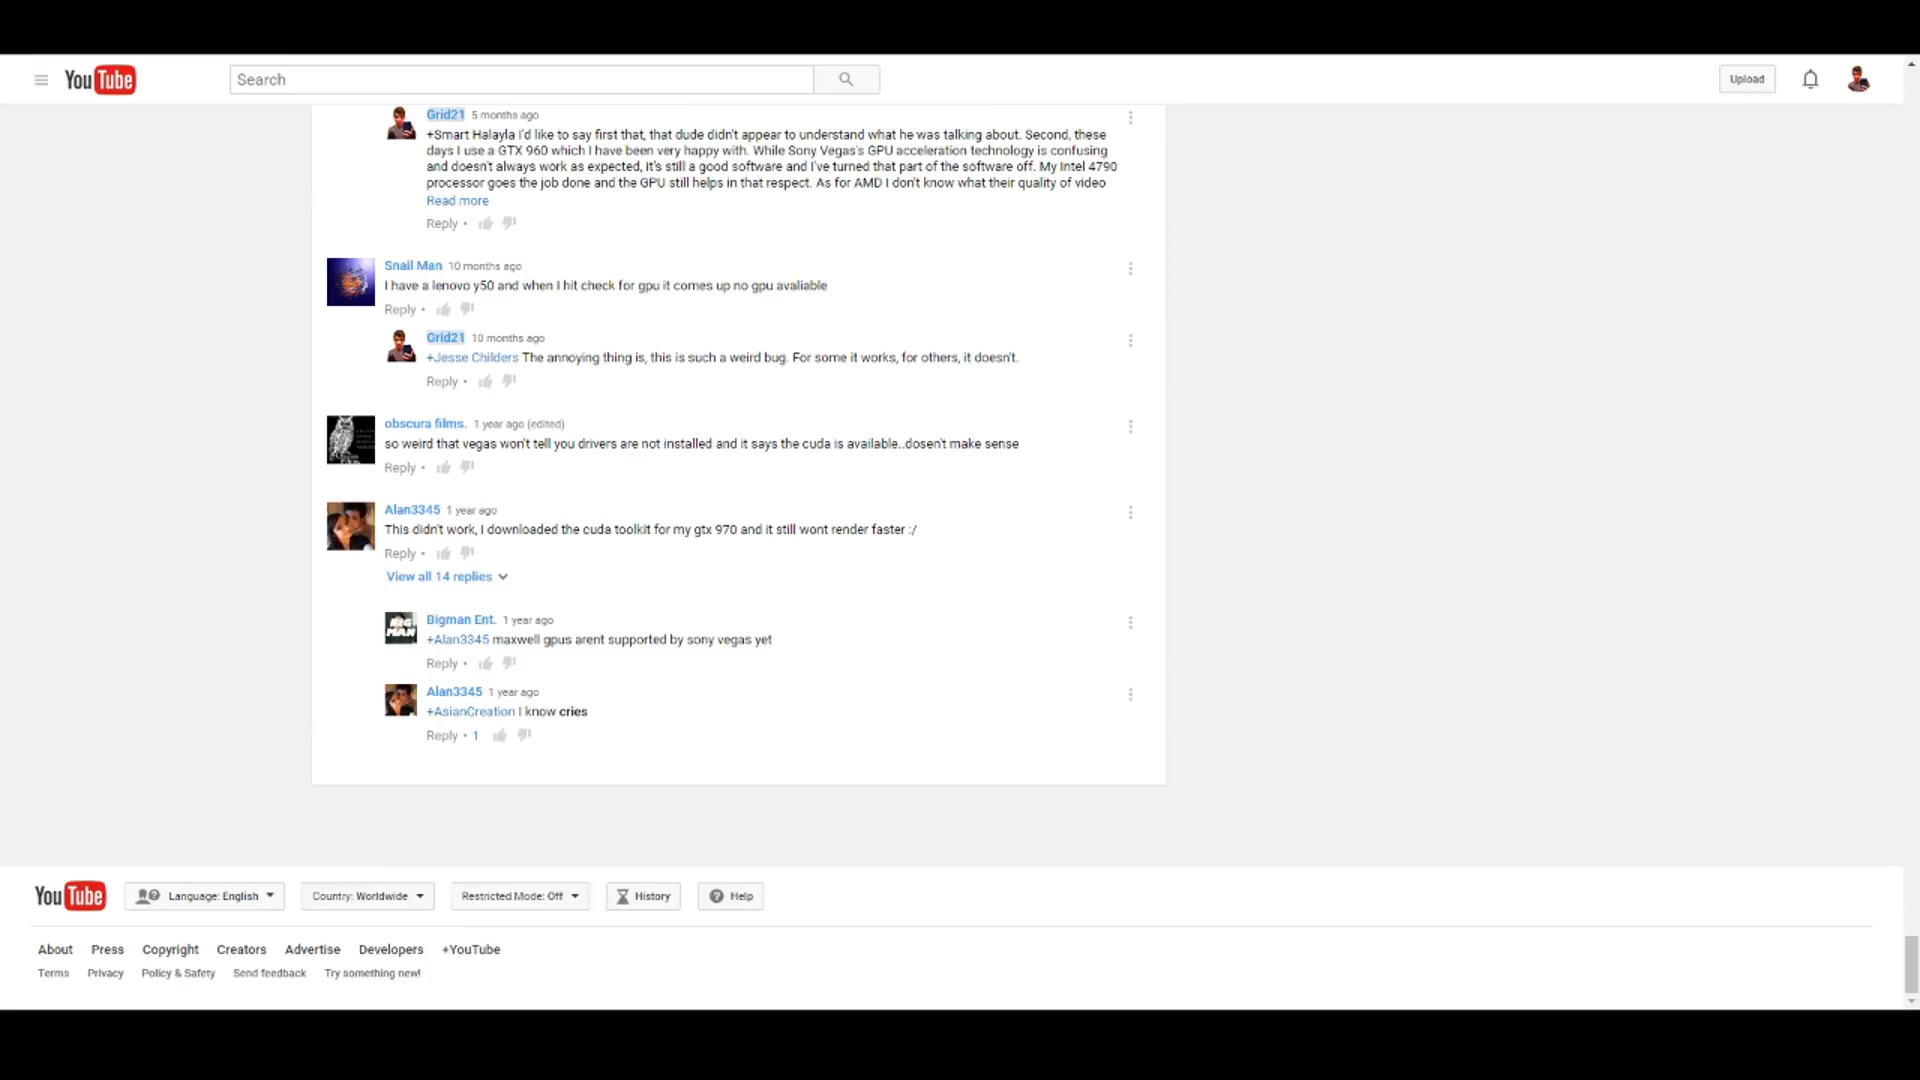 YouTube
Search
Upload
Grid21 5 months ago
+Smart Halayla I'd like to say first that, that dude didn't appear to understand what he was talking about. Second, these
days I use a GTX 960 which I have been very happy with. While Sony Vegas's GPU acceleration technology is confusing
and doesn't always work as expected, it's still a good software and I've turned that part of the software off. My Intel 4790
processor goes the job done and the GPU still helps in that respect. As for AMD I don't know what their quality of video
Read more
Reply •
Snail Man 10 months ago
I have a lenovo y50 and when I hit check for gpu it comes up no gpu avaliable
Reply •
Grid21 10 months ago
+Jesse Childers The annoying thing is, this is such a weird bug. For some it works, for others, it doesn't.
Reply •
obscura films. 1 year ago (edited)
so weird that vegas won't tell you drivers are not installed and it says the cuda is available..dosen't make sense
Reply •
Alan3345 1 year ago
This didn't work, I downloaded the cuda toolkit for my gtx 970 and it still wont render faster :/
Reply •
View all 14 replies
BIG
MAN
Bigman Ent. 1 year ago
+Alan3345 maxwell gpus arent supported by sony vegas yet
Reply •
Alan3345 1 year ago
+AsianCreation I know cries
Reply • 1
YouTube Language: English Country: Worldwide Restricted Mode: Off History Help
About Press Copyright Creators Advertise Developers +YouTube
Terms Privacy Policy & Safety Send feedback Try something new!